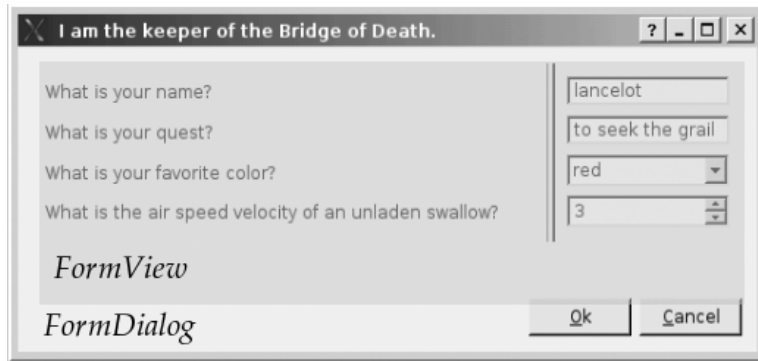 I am the keeper of the Bridge of Death.
What is your name? lancelot
What is your quest? to seek the grail
What is your favorite color? red
What is the air speed velocity of an unladen swallow? 3
FormView
FormDialog
Ok Cancel